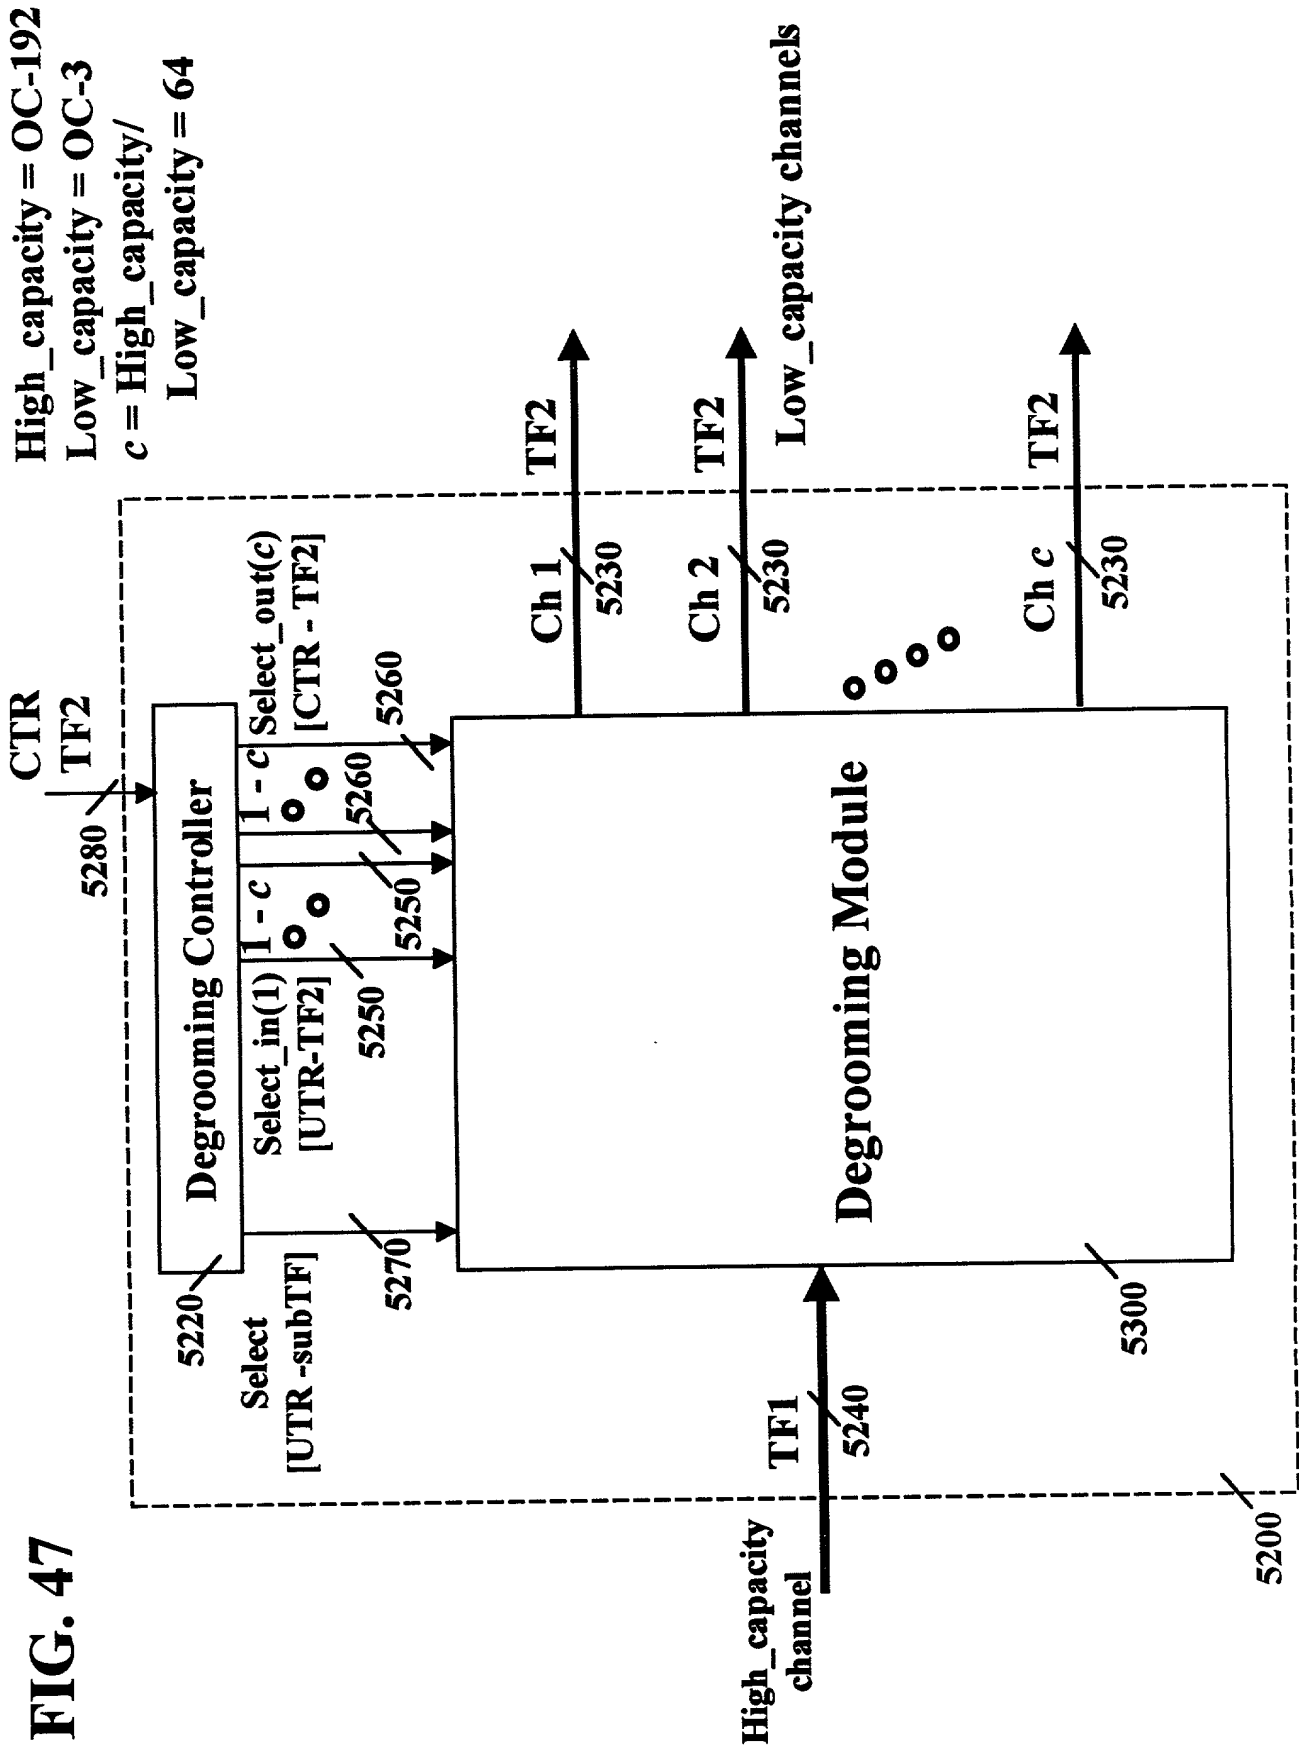 FIG. 47
High_capacity = OC-192
Low_capacity = OC-3
c = High_capacity/
Low_capacity = 64
CTR
TF2
5280
Degrooming Controller
5220
Select
[UTR -subTF]
5270
Select_in(1)
[UTR-TF2]
1 - c
5250
5250
1 - c
5260
5260
Select_out(c)
[CTR - TF2]
High_capacity
channel
TF1
5240
Degrooming Module
5300
Ch 1
5230
TF2
Ch 2
5230
TF2
Low_capacity channels
Ch c
5230
TF2
5200